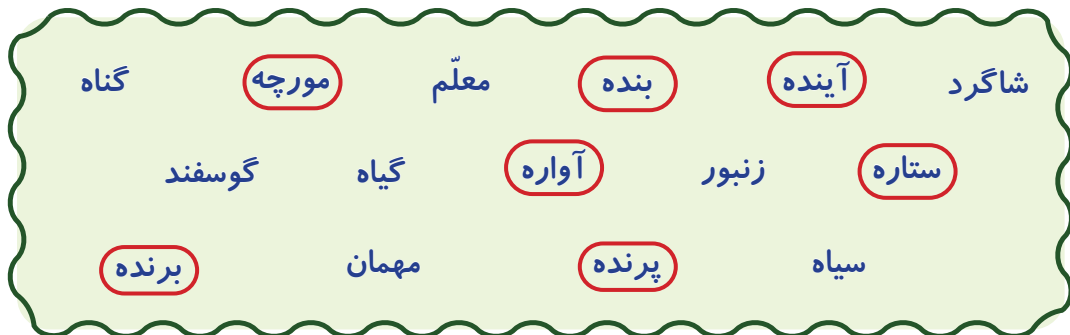 شاگرد آینده بنده معلّم مورچه گناه
ستاره زنبور آواره گیاه گوسفند
سیاه پرنده مهمان برنده